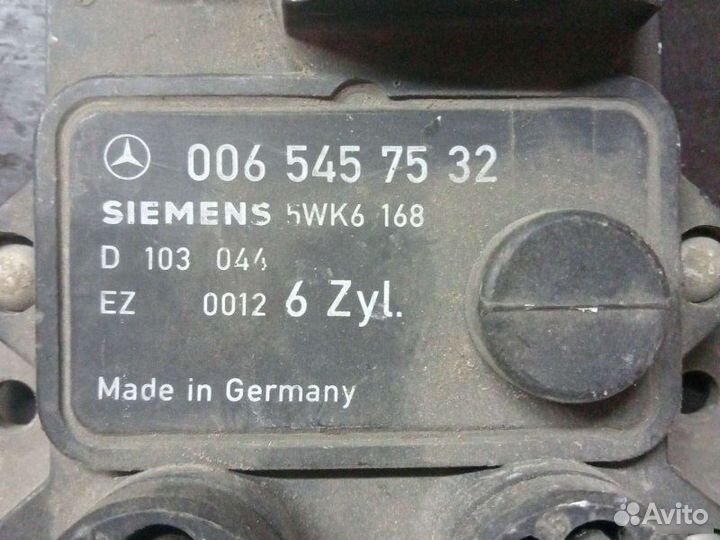 006 545 75 32
SIEMENS 5WK6 168
D 103 044
EZ 0012 6 Zyl.
Made in Germany
Avito